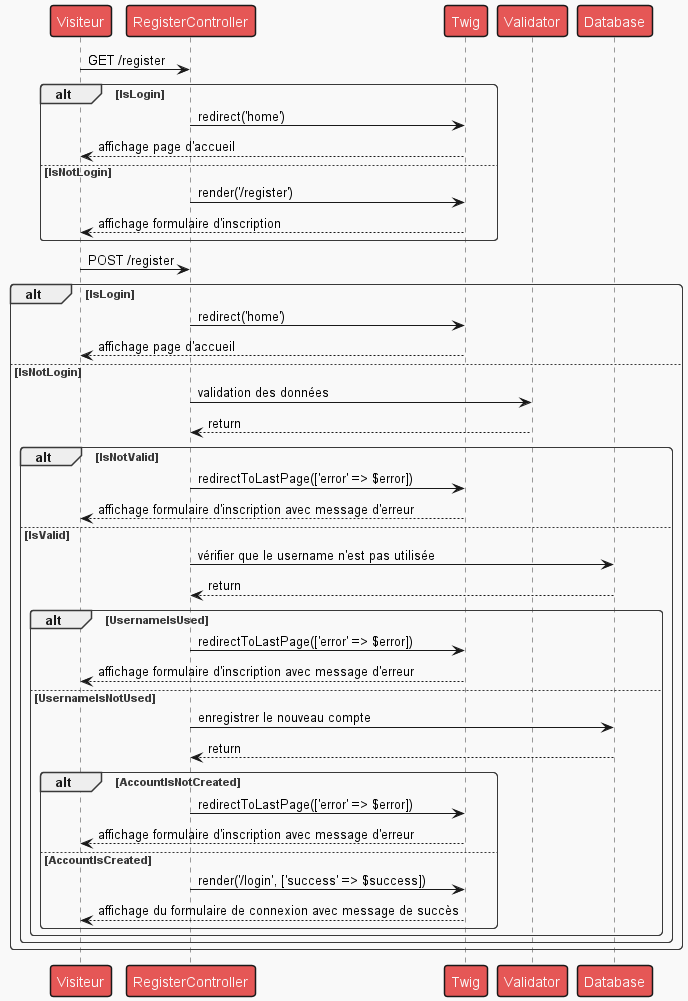 Visiteur RegisterController Twig Validator Database
GET /register
alt [IsLogin]
redirect('home')
affichage page d'accueil
[IsNotLogin]
render('/register')
affichage formulaire d'inscription
POST /register
alt [IsLogin]
redirect('home')
affichage page d'accueil
[IsNotLogin]
validation des données
return
alt [IsNotValid]
redirectToLastPage(['error' => $error])
affichage formulaire d'inscription avec message d'erreur
[IsValid]
vérifier que le username n'est pas utilisée
return
alt [UsernameIsUsed]
redirectToLastPage(['error' => $error])
affichage formulaire d'inscription avec message d'erreur
[UsernameIsNotUsed]
enregistrer le nouveau compte
return
alt [AccountIsNotCreated]
redirectToLastPage(['error' => $error])
affichage formulaire d'inscription avec message d'erreur
[AccountIsCreated]
render('/login', ['success' => $success])
affichage du formulaire de connexion avec message de succès
Visiteur RegisterController Twig Validator Database